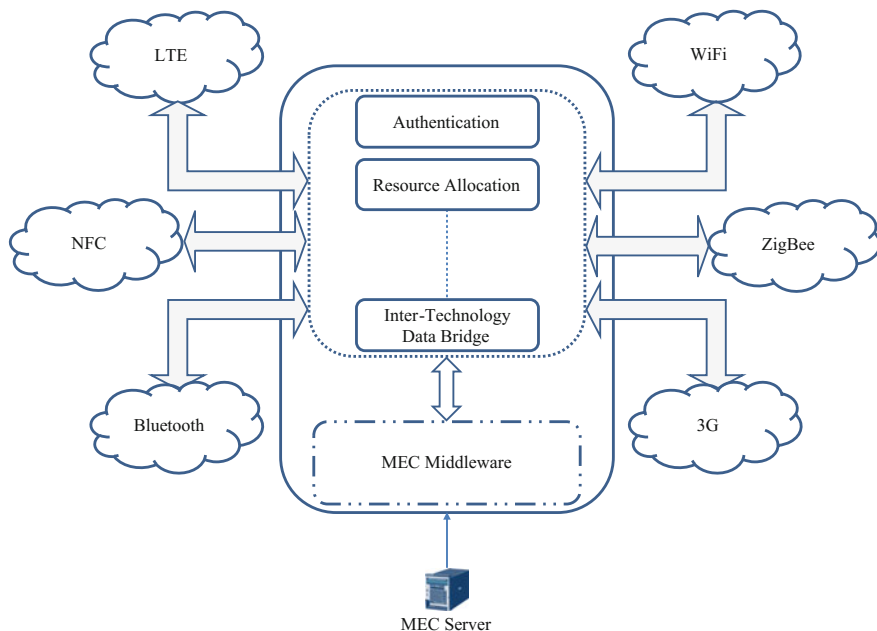 LTE
WiFi
Authentication
Resource Allocation
NFC
ZigBee
Inter-Technology
Data Bridge
Bluetooth
3G
MEC Middleware
MEC Server